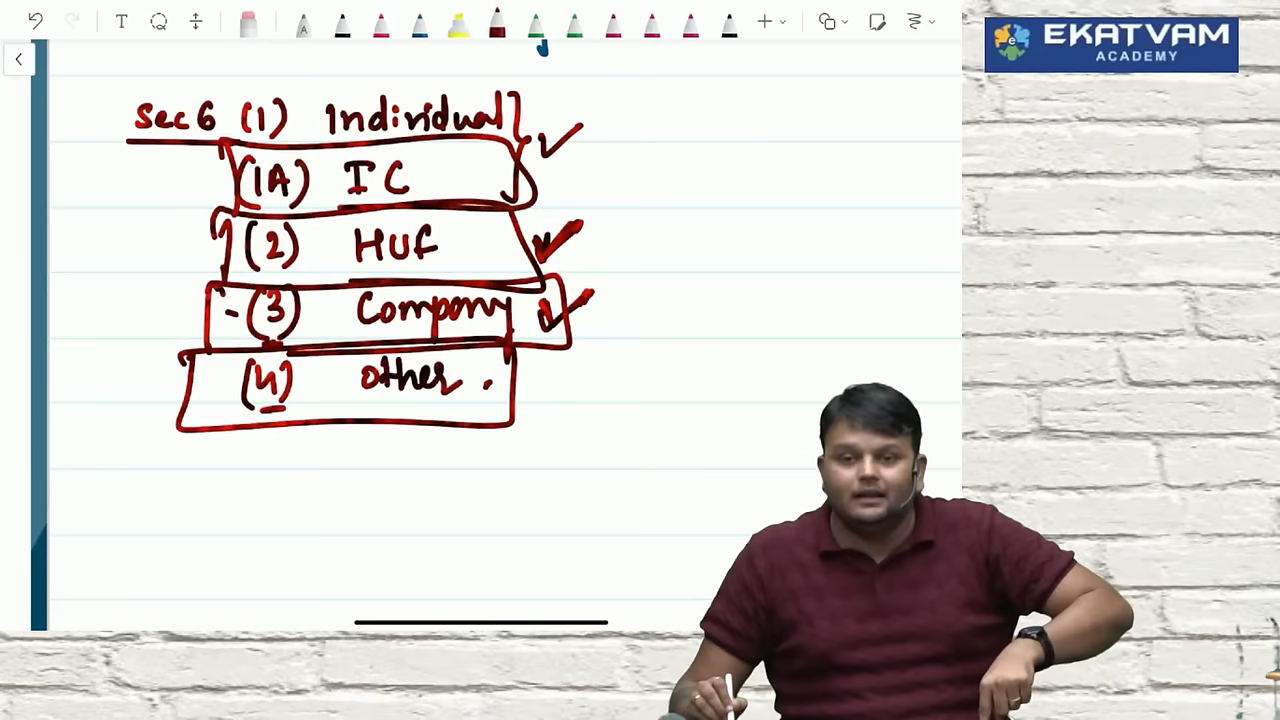 EKATVAM
ACADEMY
Sec 6 (1) Individual
(1A) IC
(2) HUF
- (3) Company
(4) other.